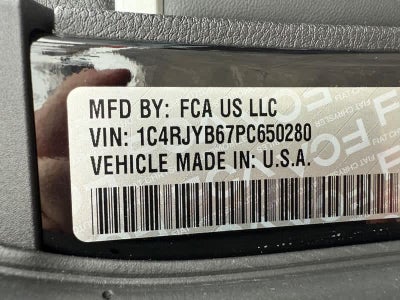 MFD BY: FCA US LLC
VIN: 1C4RJYB67PC650280
VEHICLE MADE IN: U.S.A.